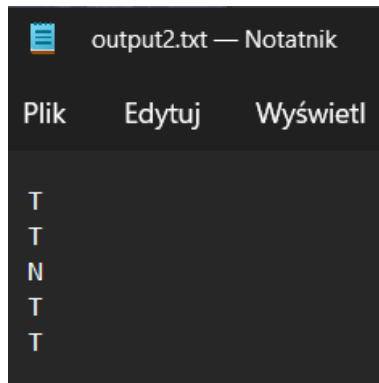 output2.txt — Notatnik
Plik Edytuj Wyświetl
T
T
N
T
T